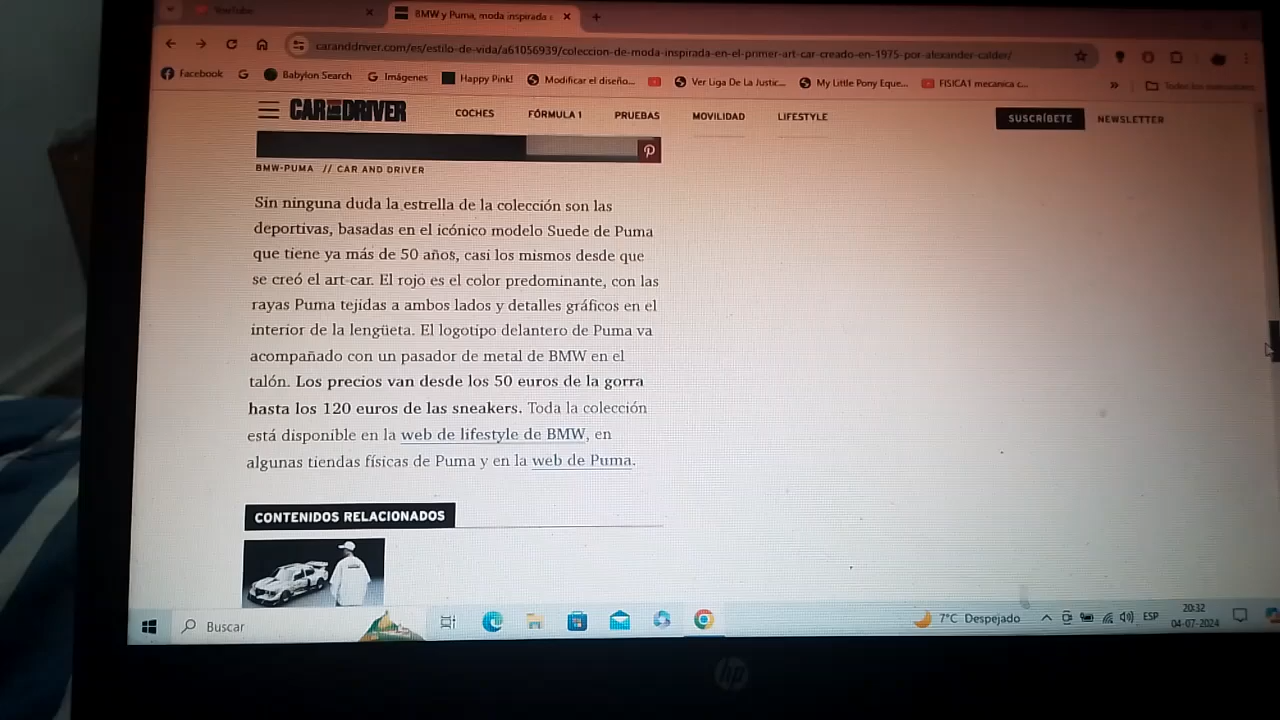 YouTube
BMW y Puma, moda inspirada e
caranddriver.com/es/estilo-de-vida/a61056939/coleccion-de-moda-inspirada-en-el-primer-art-car-creado-en-1975-por-alexander-calder/
Facebook
Babylon Search
Imágenes
Happy Pink!
Modificar el diseño...
Ver Liga De La Justic...
My Little Pony Eque...
FISICA1 mecanica c...
»
Todos los marcadores
CAR AND DRIVER
COCHES
FÓRMULA 1
PRUEBAS
MOVILIDAD
LIFESTYLE
SUSCRÍBETE
NEWSLETTER
BMW-PUMA // CAR AND DRIVER
Sin ninguna duda la estrella de la colección son las
deportivas, basadas en el icónico modelo Suede de Puma
que tiene ya más de 50 años, casi los mismos desde que
se creó el art-car. El rojo es el color predominante, con las
rayas Puma tejidas a ambos lados y detalles gráficos en el
interior de la lengüeta. El logotipo delantero de Puma va
acompañado con un pasador de metal de BMW en el
talón. Los precios van desde los 50 euros de la gorra
hasta los 120 euros de las sneakers. Toda la colección
está disponible en la web de lifestyle de BMW, en
algunas tiendas físicas de Puma y en la web de Puma.
CONTENIDOS RELACIONADOS
Buscar
7°C Despejado
ESP
20:32
04-07-2024
hp